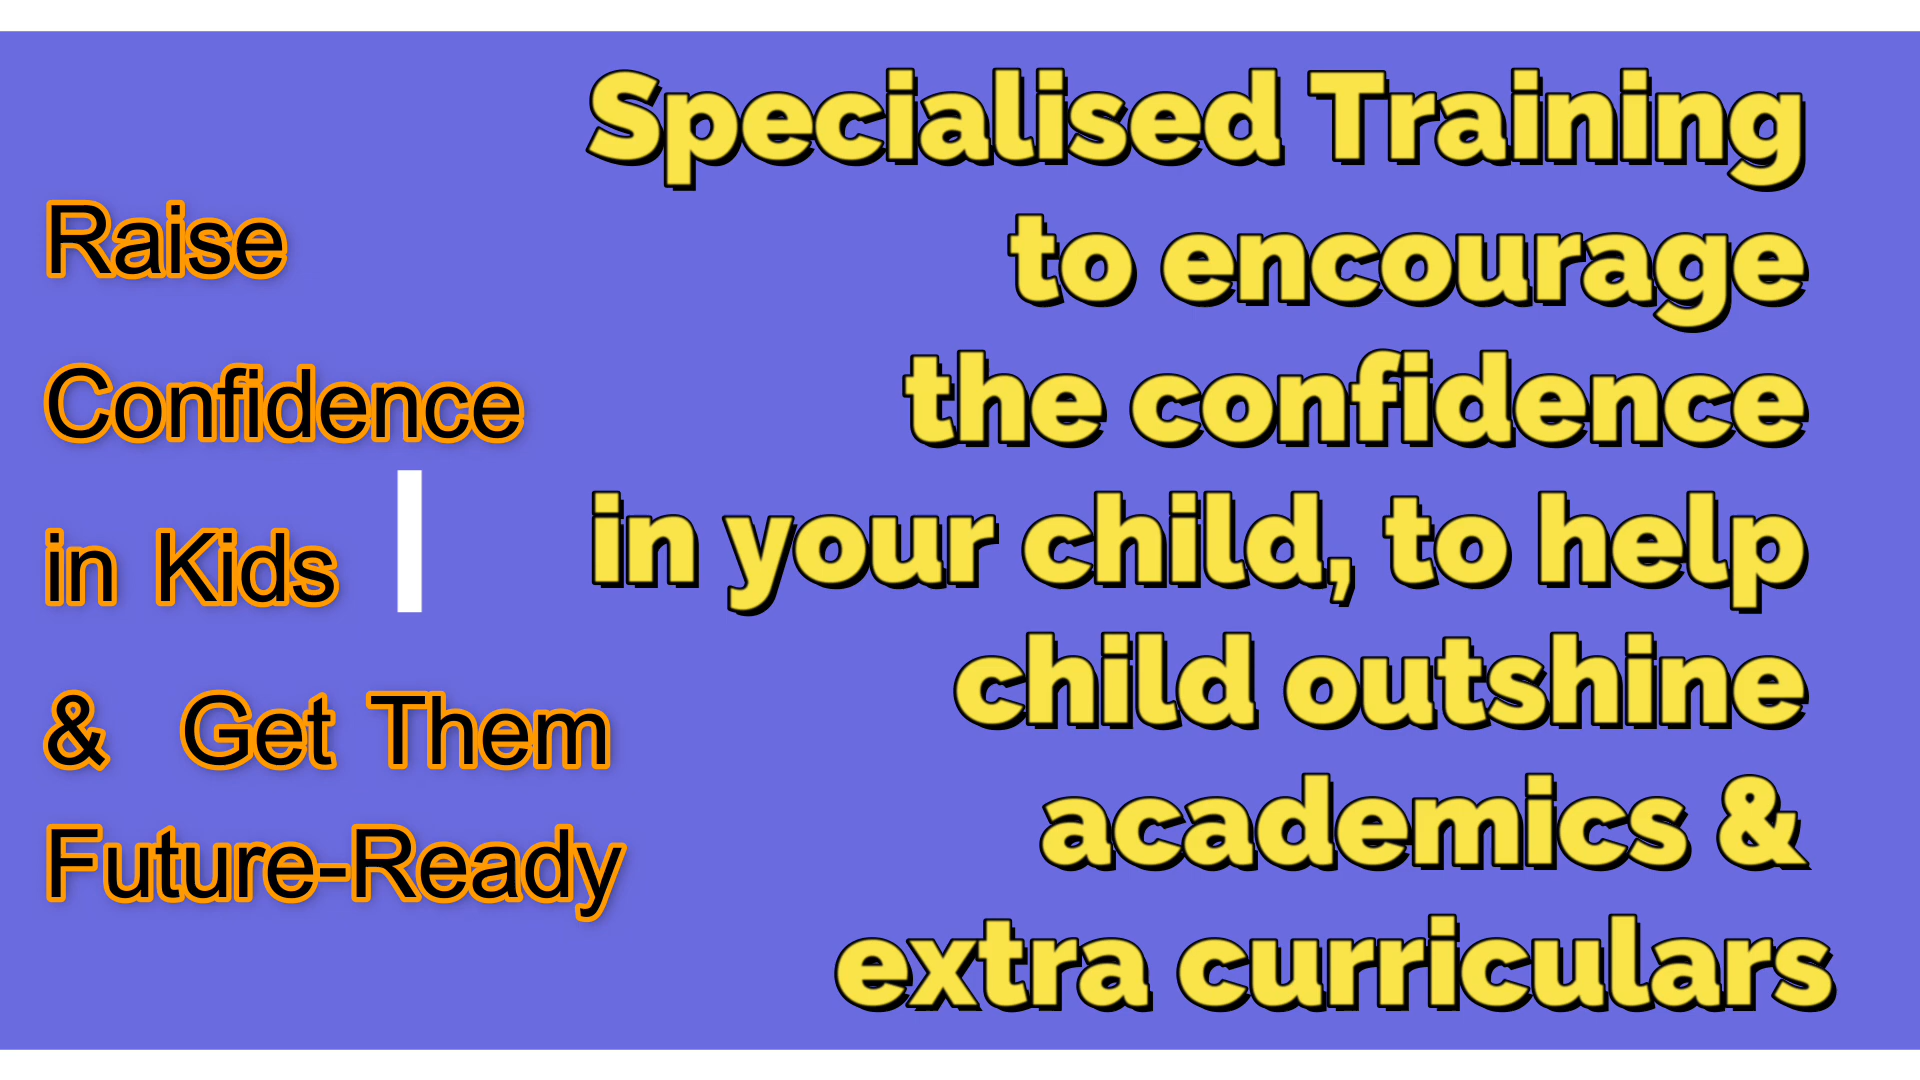 Raise
Confidence
in Kids
& Get Them
Future-Ready
Specialised Training
to encourage
the confidence
in your child, to help
child outshine
academics &
extra curriculars